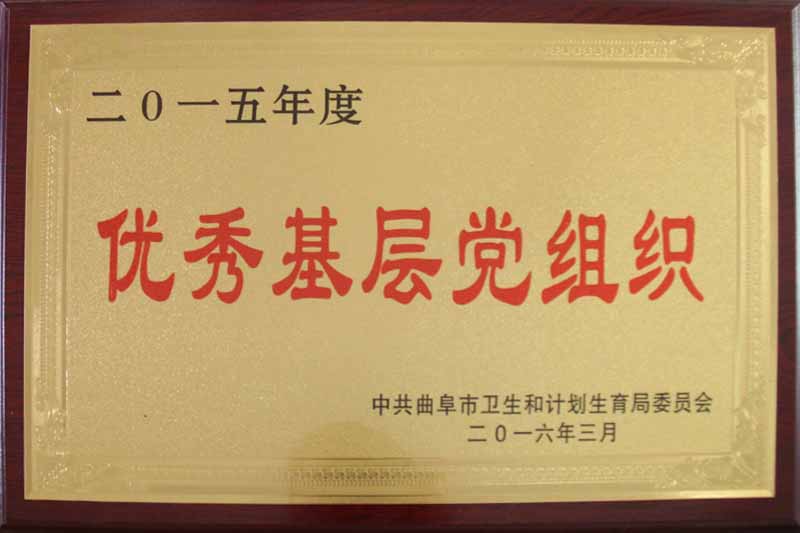 二0一五年度
优秀基层党组织
中共曲阜市卫生和计划生育局委员会
二0一六年三月